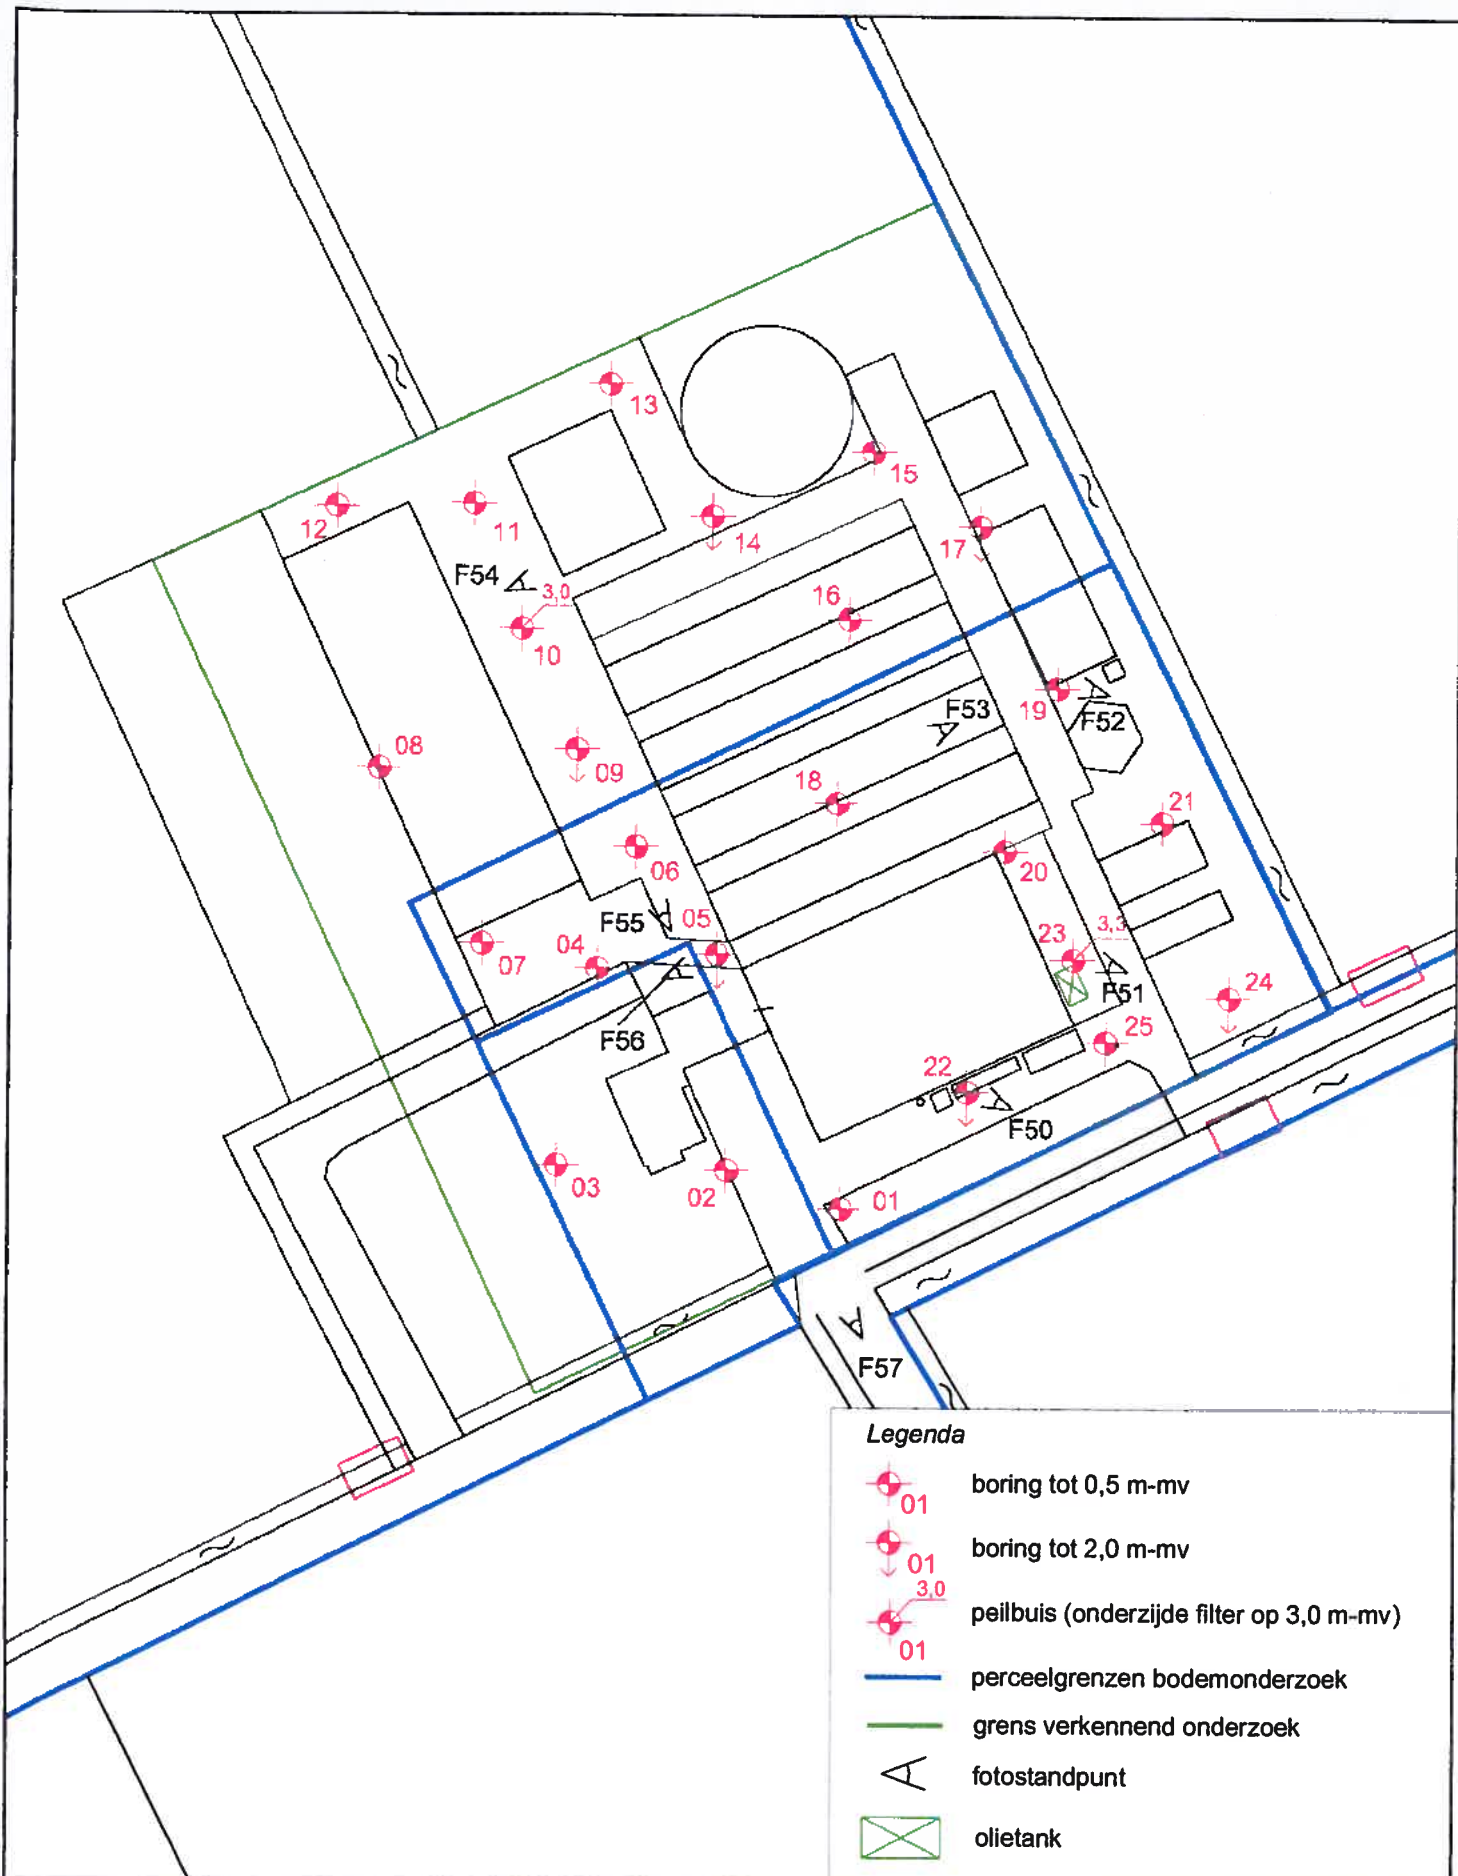 13
15
12
11
14
17
F54
3,0
16
10
19
F52
F53
08
09
18
21
06
20
F55
05
23
3,3
04
07
F51
24
F56
25
22
F50
03
02
01
F57
Legenda
01
boring tot 0,5 m-mv
01
boring tot 2,0 m-mv
3,0
01
peilbuis (onderzijde filter op 3,0 m-mv)
perceelgrenzen bodemonderzoek
grens verkennend onderzoek
fotostandpunt
olietank